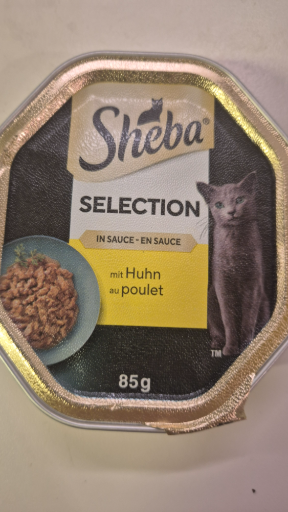 Sheba®
SELECTION
IN SAUCE - EN SAUCE
mit Huhn
au poulet
TM
85g